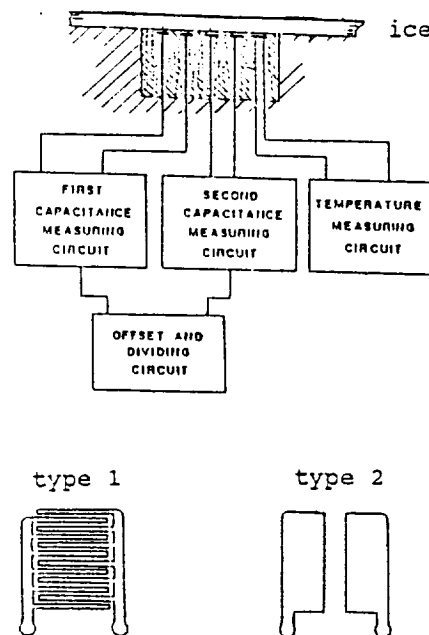 ice
FIRST
CAPACITANCE
MEASURING
CIRCUIT
SECOND
CAPACITANCE
MEASURING
CIRCUIT
TEMPERATURE
MEASURING
CIRCUIT
OFFSET AND
DIVIDING
CIRCUIT
type 1
type 2